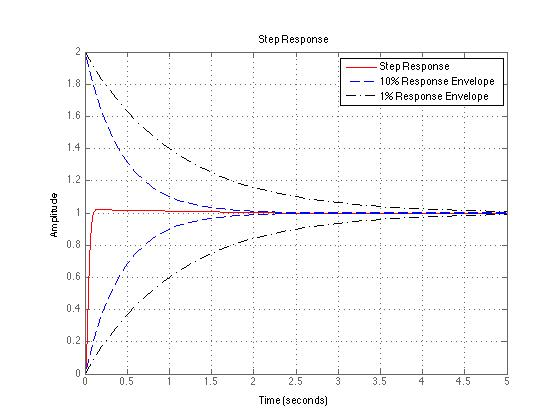 Step Response
2
1.8
1.6
1.4
1.2
1
0.8
0.6
0.4
0.2
0
Amplitude
Step Response
10% Response Envelope
1% Response Envelope
0 0.5 1 1.5 2 2.5 3 3.5 4 4.5 5
Time (seconds)